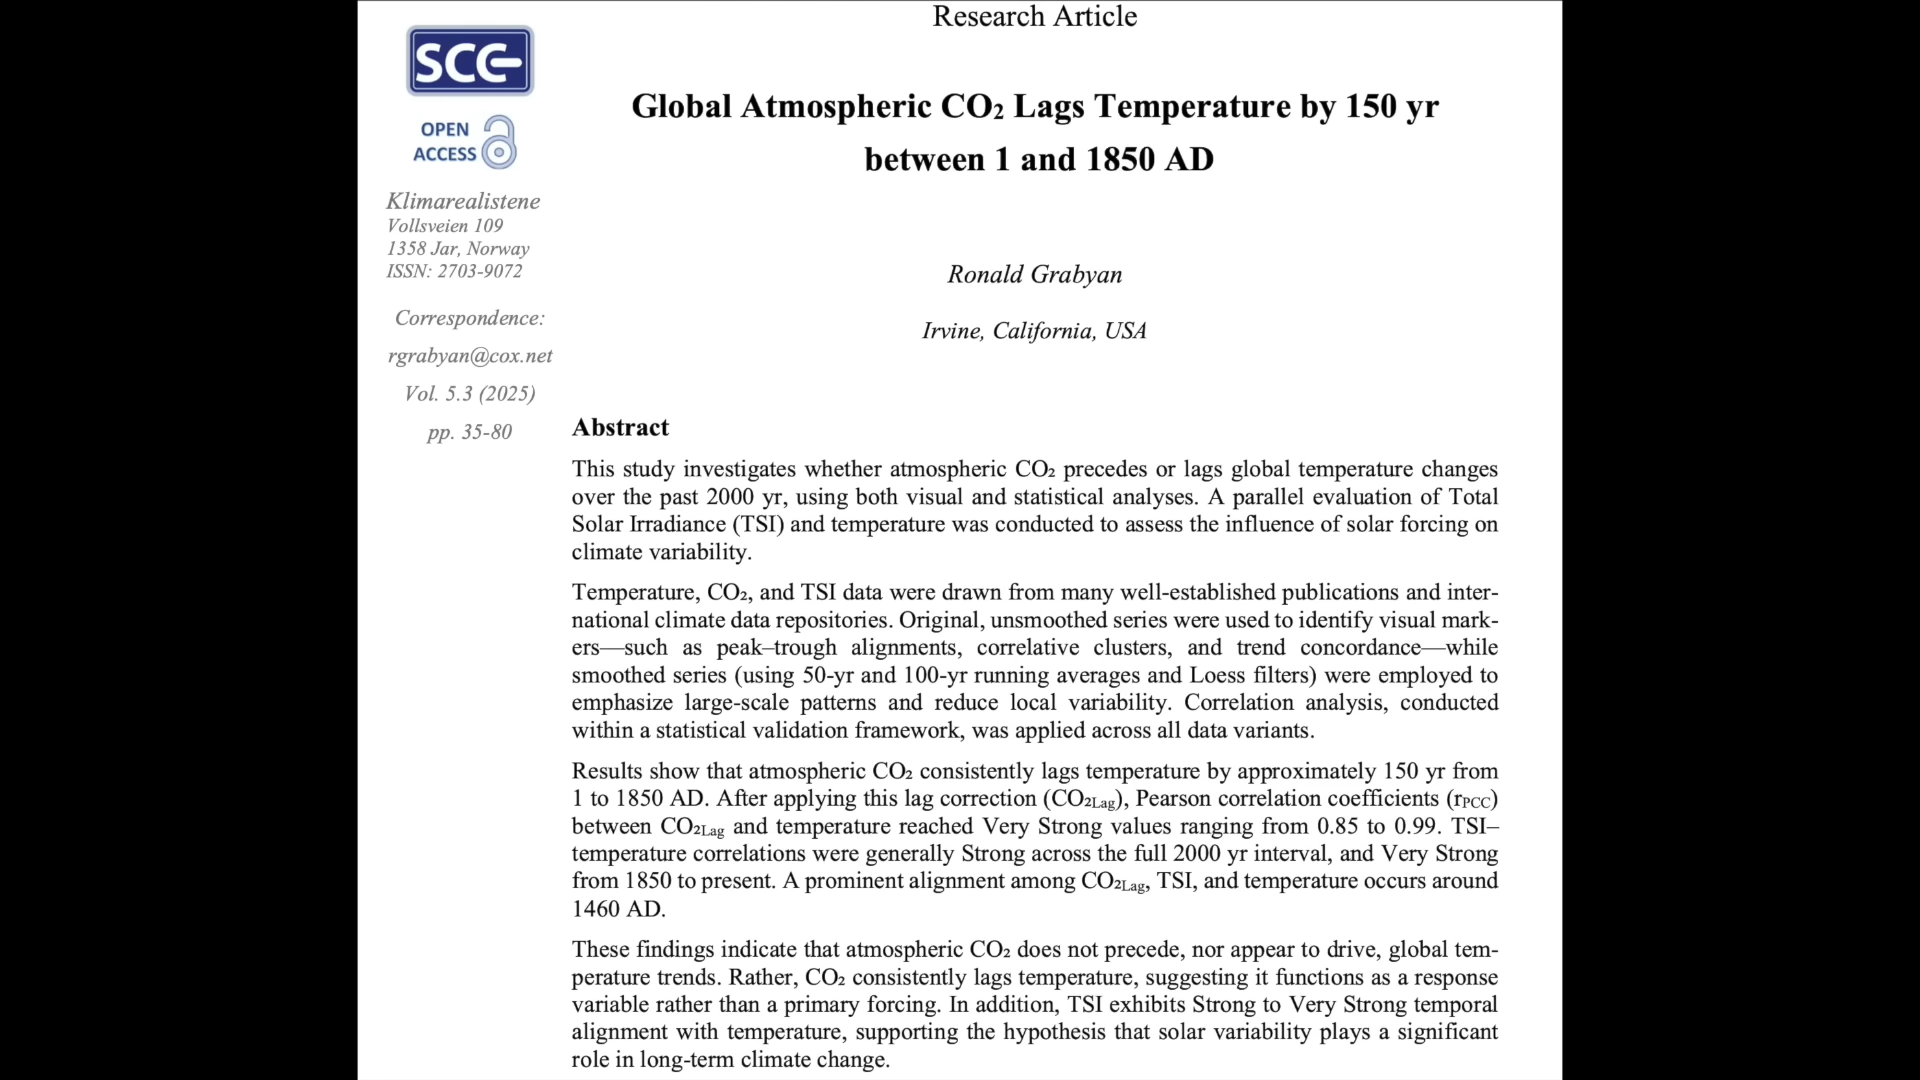 Research Article
SCC
OPEN
ACCESS
Klimarealistene
Vollsveien 109
1358 Jar, Norway
ISSN: 2703-9072
Correspondence:
rgrabyan@cox.net
Vol. 5.3 (2025)
pp. 35-80
Global Atmospheric CO₂ Lags Temperature by 150 yr
between 1 and 1850 AD
Ronald Grabyan
Irvine, California, USA
Abstract
This study investigates whether atmospheric CO₂ precedes or lags global temperature changes
over the past 2000 yr, using both visual and statistical analyses. A parallel evaluation of Total
Solar Irradiance (TSI) and temperature was conducted to assess the influence of solar forcing on
climate variability.
Temperature, CO₂, and TSI data were drawn from many well-established publications and inter-
national climate data repositories. Original, unsmoothed series were used to identify visual mark-
ers—such as peak–trough alignments, correlative clusters, and trend concordance—while
smoothed series (using 50-yr and 100-yr running averages and Loess filters) were employed to
emphasize large-scale patterns and reduce local variability. Correlation analysis, conducted
within a statistical validation framework, was applied across all data variants.
Results show that atmospheric CO₂ consistently lags temperature by approximately 150 yr from
1 to 1850 AD. After applying this lag correction (CO₂Lag), Pearson correlation coefficients (rPCC)
between CO₂Lag and temperature reached Very Strong values ranging from 0.85 to 0.99. TSI–
temperature correlations were generally Strong across the full 2000 yr interval, and Very Strong
from 1850 to present. A prominent alignment among CO₂Lag, TSI, and temperature occurs around
1460 AD.
These findings indicate that atmospheric CO₂ does not precede, nor appear to drive, global tem-
perature trends. Rather, CO₂ consistently lags temperature, suggesting it functions as a response
variable rather than a primary forcing. In addition, TSI exhibits Strong to Very Strong temporal
alignment with temperature, supporting the hypothesis that solar variability plays a significant
role in long-term climate change.